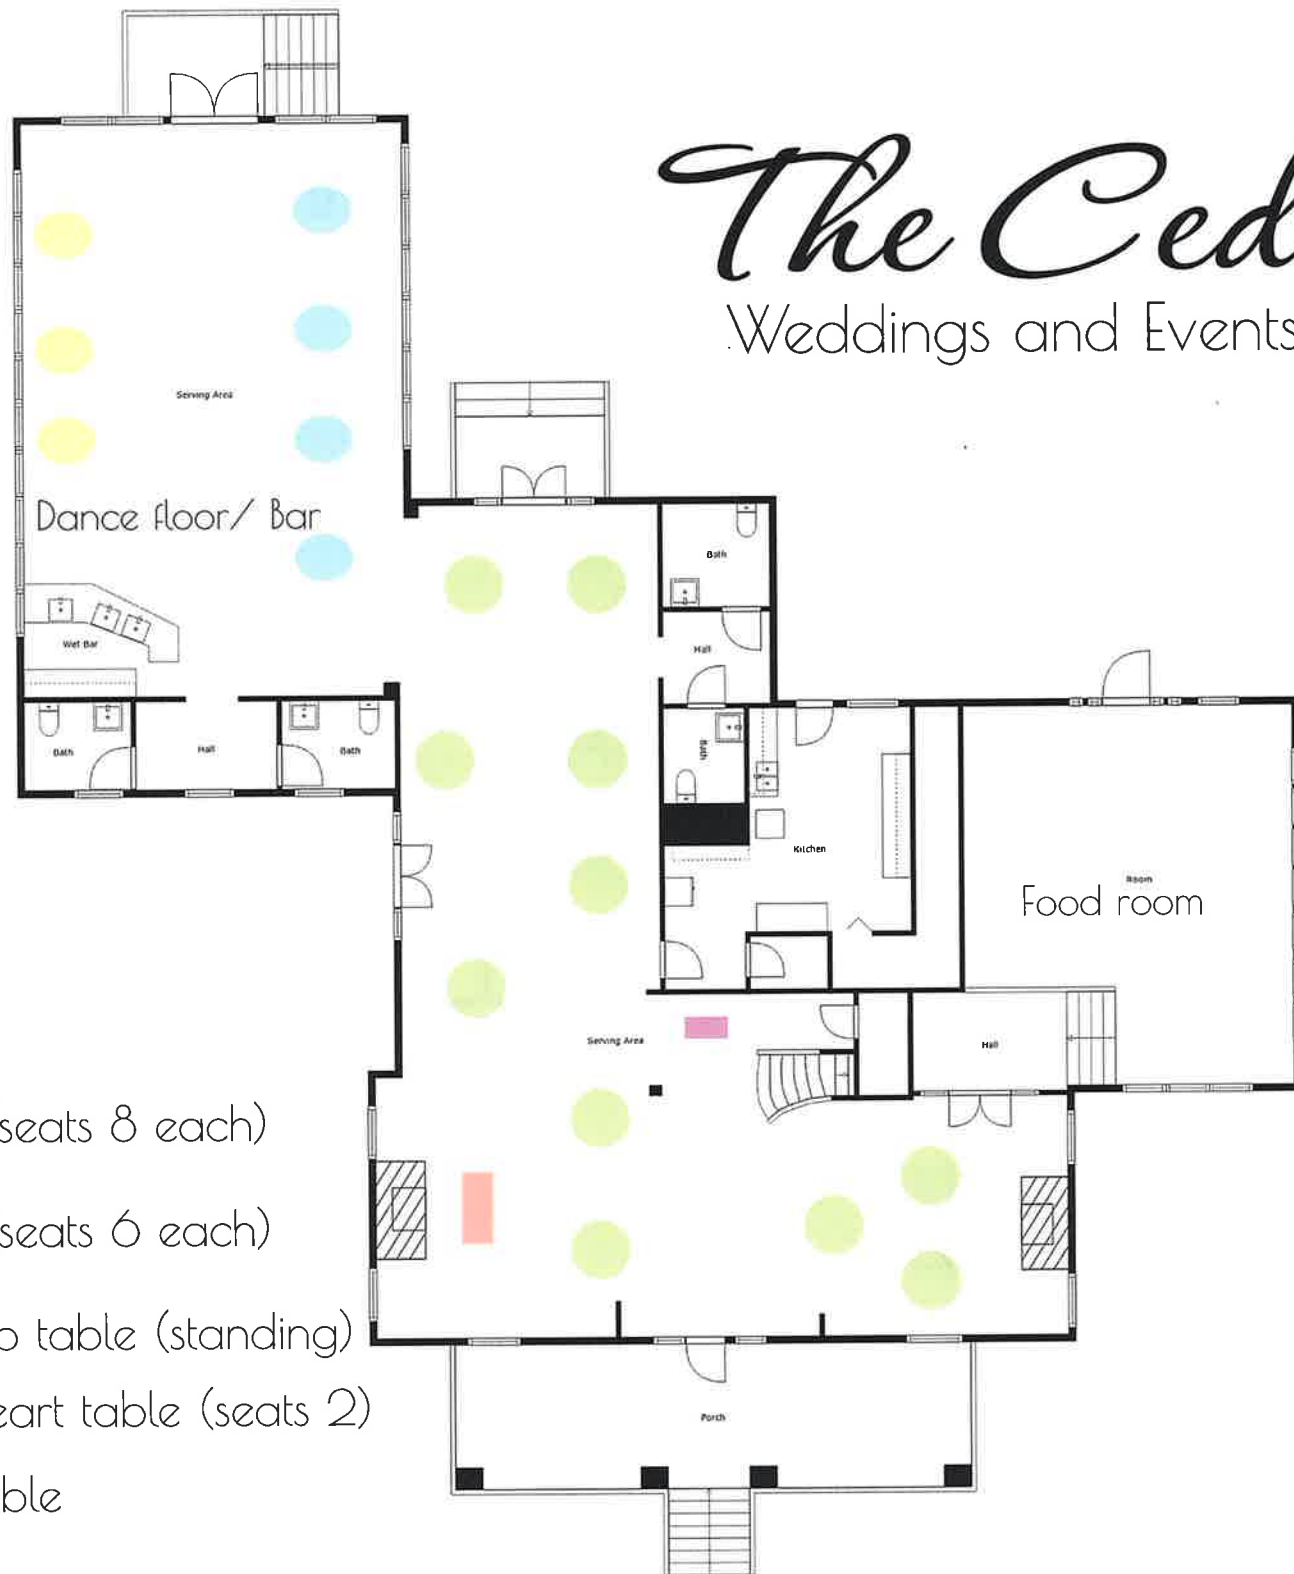 The Ced
Weddings and Events
Serving Area
Dance floor/ Bar
Bath
Wet Bar
Hall
Bath
Hall
Bath
Bath
Kitchen
Room
Food room
Serving Area
Hall
seats 8 each)
seats 6 each)
o table (standing)
eart table (seats 2)
ble
Porch